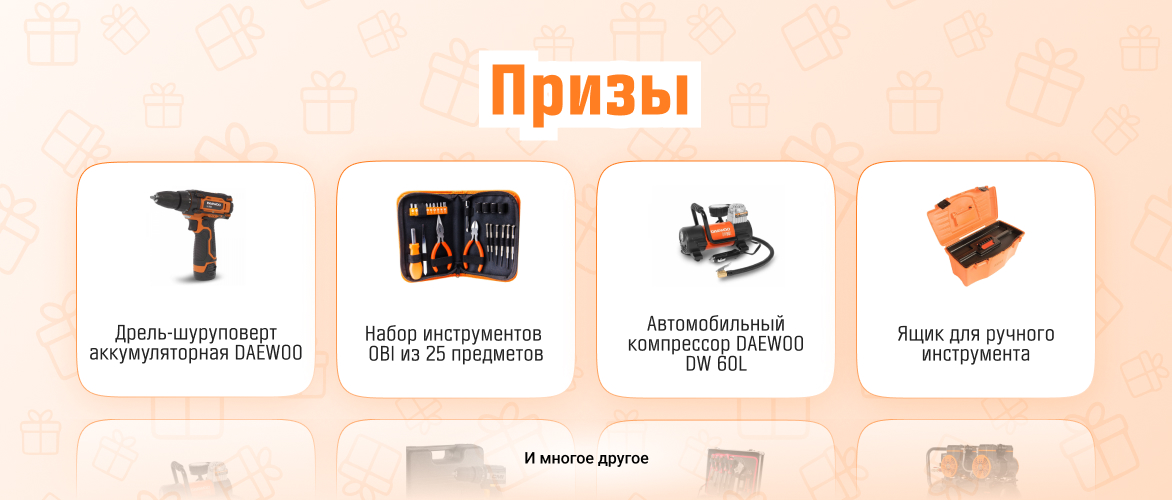 Призы
Дрель-шуруповерт
аккумуляторная DAEWOO
Набор инструментов
OBI из 25 предметов
Автомобильный
компрессор DAEWOO
DW 60L
Ящик для ручного
инструмента
И многое другое